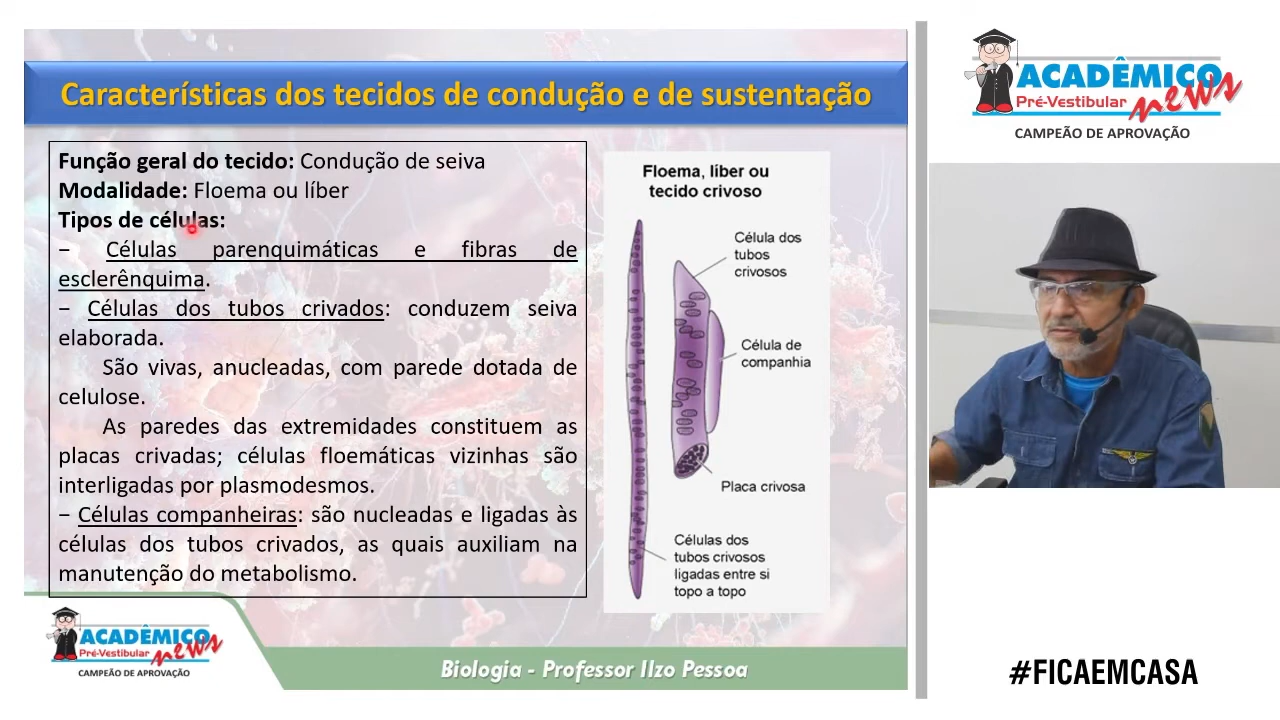 Características dos tecidos de condução e de sustentação
Função geral do tecido: Condução de seiva
Modalidade: Floema ou líber
Tipos de células:
− Células parenquimáticas e fibras de
esclerênquima.
− Células dos tubos crivados: conduzem seiva
elaborada.
São vivas, anucleadas, com parede dotada de
celulose.
As paredes das extremidades constituem as
placas crivadas; células floemáticas vizinhas são
interligadas por plasmodesmos.
− Células companheiras: são nucleadas e ligadas às
células dos tubos crivados, as quais auxiliam na
manutenção do metabolismo.
Floema, líber ou
tecido crivoso
Célula dos
tubos
crivosos
Célula de
companhia
Placa crivosa
Células dos
tubos crivosos
ligadas entre si
topo a topo
ACADÊMICO
Pré-Vestibular news
CAMPEÃO DE APROVAÇÃO
Biologia - Professor Ilzo Pessoa
ACADÊMICO
Pré-Vestibular news
CAMPEÃO DE APROVAÇÃO
#FICAEMCASA